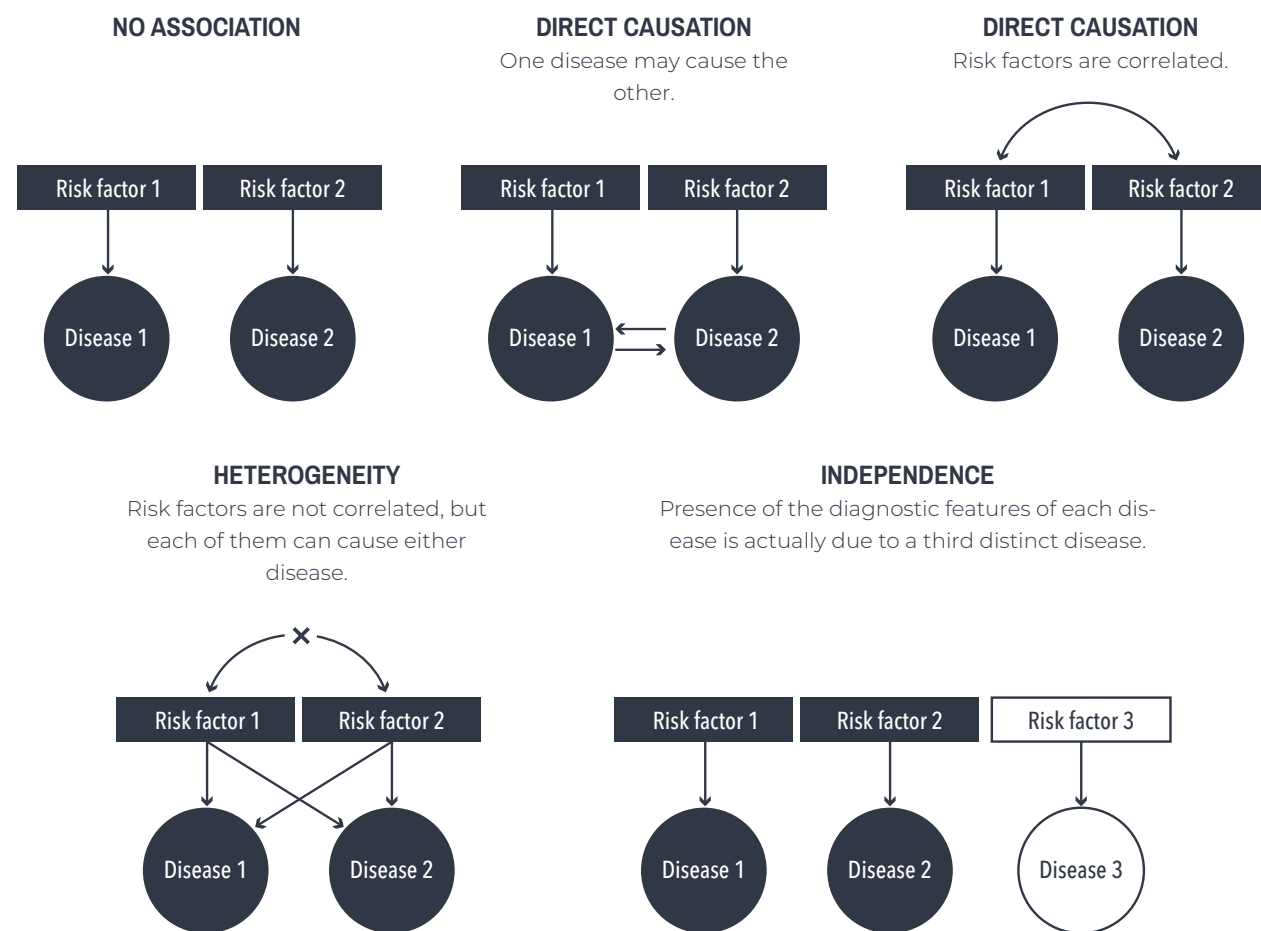 NO ASSOCIATION
Risk factor 1
Risk factor 2
Disease 1
Disease 2
DIRECT CAUSATION
One disease may cause the
other.
Risk factor 1
Risk factor 2
Disease 1
Disease 2
DIRECT CAUSATION
Risk factors are correlated.
Risk factor 1
Risk factor 2
Disease 1
Disease 2
HETEROGENEITY
Risk factors are not correlated, but
each of them can cause either
disease.
Risk factor 1
Risk factor 2
Disease 1
Disease 2
INDEPENDENCE
Presence of the diagnostic features of each dis-
ease is actually due to a third distinct disease.
Risk factor 1
Risk factor 2
Risk factor 3
Disease 1
Disease 2
Disease 3